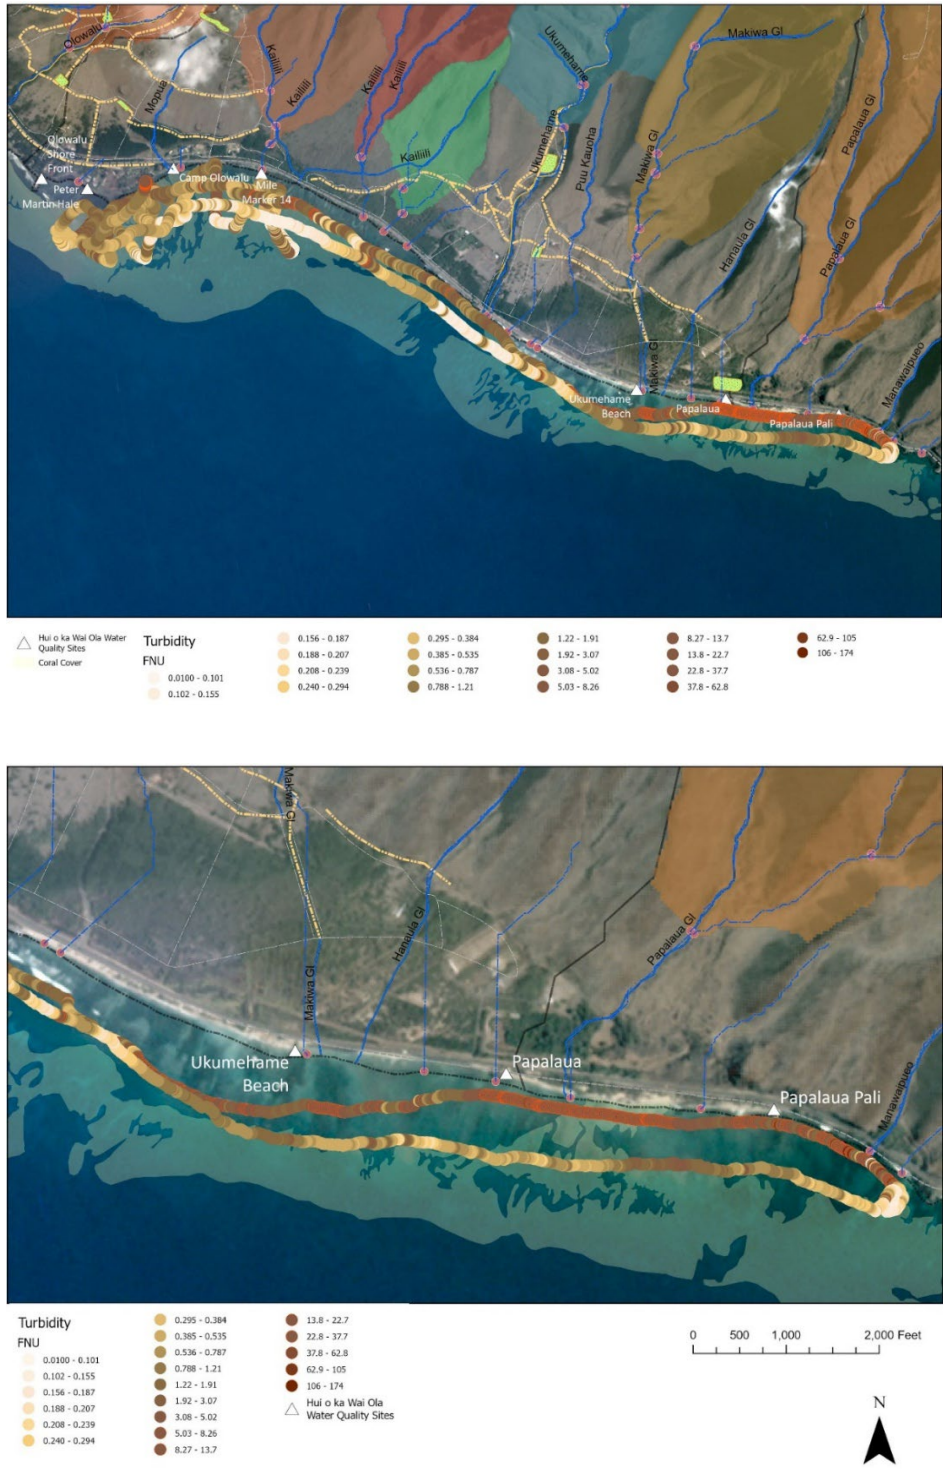 Olowalu
Mopua
Kailiili
Kailiili
Kailiili
Kailiili
Kailiili
Ukumehame
Ukumehame
Puu Kauoha
Makiwa Gl
Makiwa Gl
Papalaua Gl
Hanaula Gl
Papalaua Gl
Manawaipueo
Makiwa Gl
Olowalu
Shore
Front
Peter
Martin Hale
Camp Olowalu
Mile
Marker 14
Ukumehame
Beach
Papalaua
Papalaua Pali
Hui o ka Wai Ola Water
Quality Sites
Coral Cover
Turbidity
FNU
0.0100 - 0.101
0.102 - 0.155
0.156 - 0.187
0.188 - 0.207
0.208 - 0.239
0.240 - 0.294
0.295 - 0.384
0.385 - 0.535
0.536 - 0.787
0.788 - 1.21
1.22 - 1.91
1.92 - 3.07
3.08 - 5.02
5.03 - 8.26
8.27 - 13.7
13.8 - 22.7
22.8 - 37.7
37.8 - 62.8
62.9 - 105
106 - 174
Makiwa Gl
Hanaula Gl
Papalaua Gl
Makiwa Gl
Manawaipueo
Ukumehame
Beach
Papalaua
Papalaua Pali
Turbidity
FNU
0.0100 - 0.101
0.102 - 0.155
0.156 - 0.187
0.188 - 0.207
0.208 - 0.239
0.240 - 0.294
0.295 - 0.384
0.385 - 0.535
0.536 - 0.787
0.788 - 1.21
1.22 - 1.91
1.92 - 3.07
3.08 - 5.02
5.03 - 8.26
8.27 - 13.7
13.8 - 22.7
22.8 - 37.7
37.8 - 62.8
62.9 - 105
106 - 174
Hui o ka Wai Ola
Water Quality Sites
0 500 1,000 2,000 Feet
N